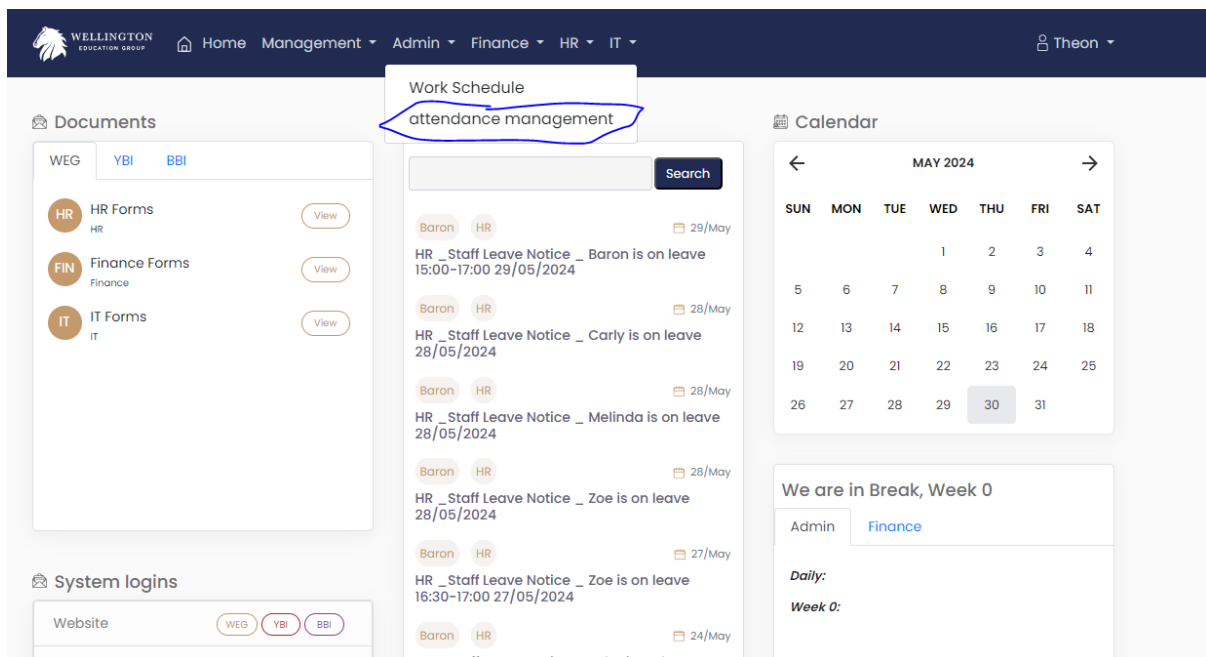 WELLINGTON
EDUCATION GROUP
Home Management Admin Finance HR IT
Theon
Work Schedule
attendance management
Documents
WEG YBI BBI
HR HR Forms View
HR
FIN Finance Forms View
Finance
IT IT Forms View
IT
System logins
Website WEG YBI BBI
Search
Baron HR 29/May
HR _Staff Leave Notice _ Baron is on leave
15:00-17:00 29/05/2024
Baron HR 28/May
HR _Staff Leave Notice _ Carly is on leave
28/05/2024
Baron HR 28/May
HR _Staff Leave Notice _ Melinda is on leave
28/05/2024
Baron HR 28/May
HR _Staff Leave Notice _ Zoe is on leave
28/05/2024
Baron HR 27/May
HR _Staff Leave Notice _ Zoe is on leave
16:30-17:00 27/05/2024
Baron HR 24/May
Calendar
MAY 2024
SUN MON TUE WED THU FRI SAT
1 2 3 4
5 6 7 8 9 10 11
12 13 14 15 16 17 18
19 20 21 22 23 24 25
26 27 28 29 30 31
We are in Break, Week 0
Admin Finance
Daily:
Week 0: